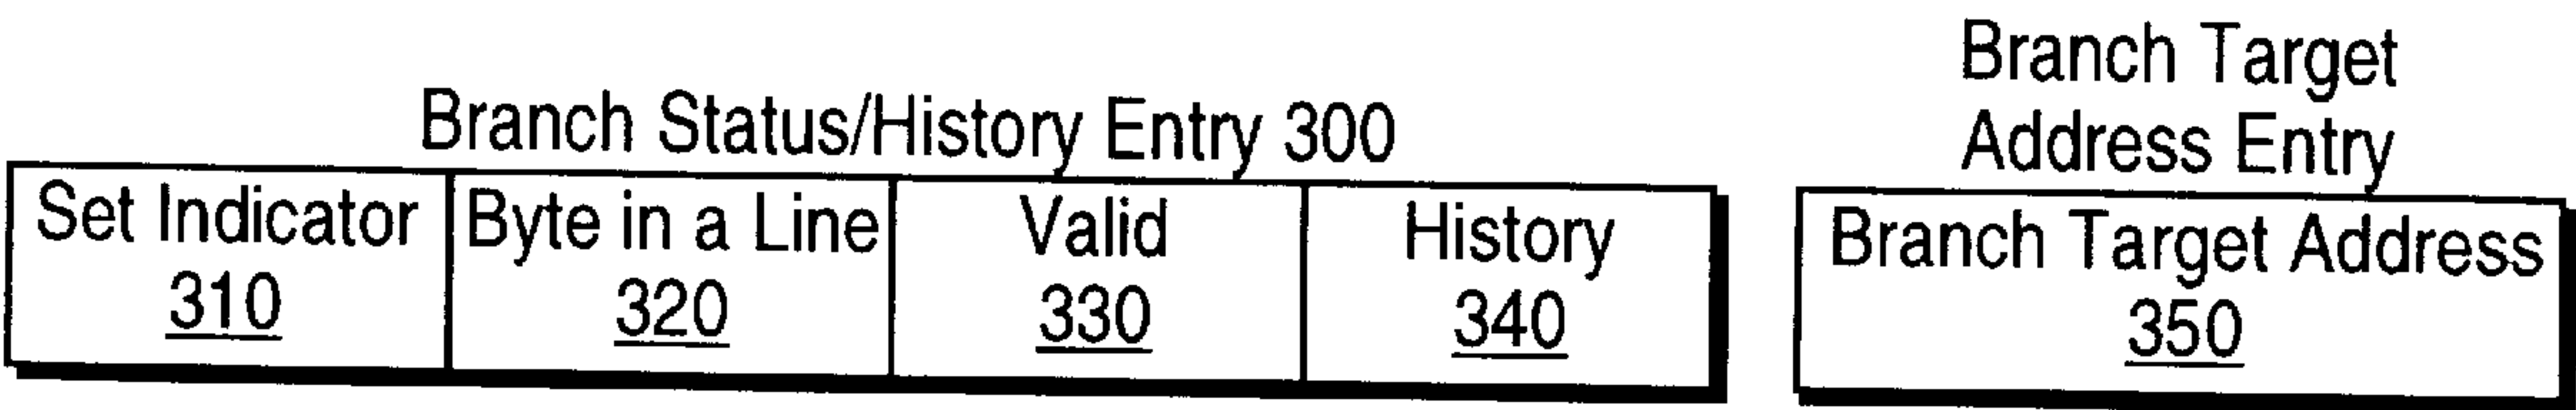 Branch Status/History Entry 300
Set Indicator
310
Byte in a Line
320
Valid
330
History
340
Branch Target
Address Entry
Branch Target Address
350